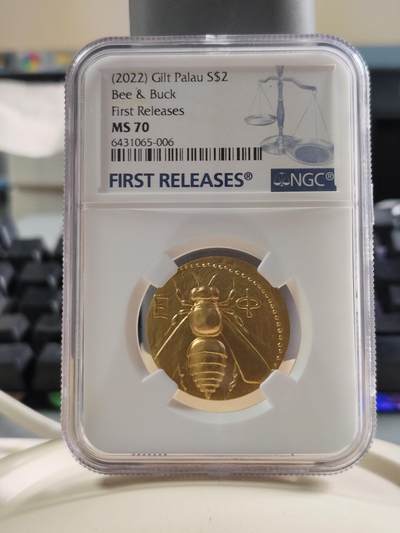 (2022) Gilt Palau S$2
Bee & Buck
First Releases
MS 70
6431065-006
FIRST RELEASES® NGC®